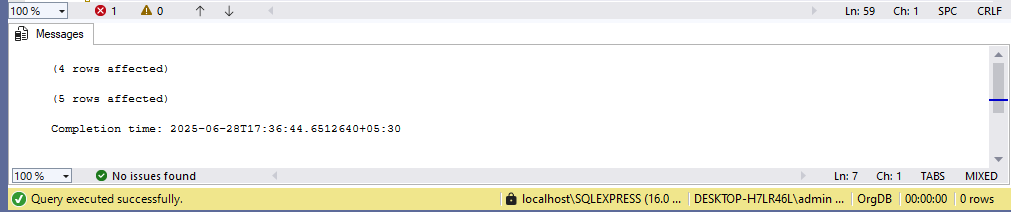 100 % 1 0 Ln: 59 Ch: 1 SPC CRLF
Messages
(4 rows affected)
(5 rows affected)
Completion time: 2025-06-28T17:36:44.6512640+05:30
100 % No issues found Ln: 7 Ch: 1 TABS MIXED
Query executed successfully. localhost\SQLEXPRESS (16.0 ... DESKTOP-H7LR46L\admin ... OrgDB 00:00:00 0 rows